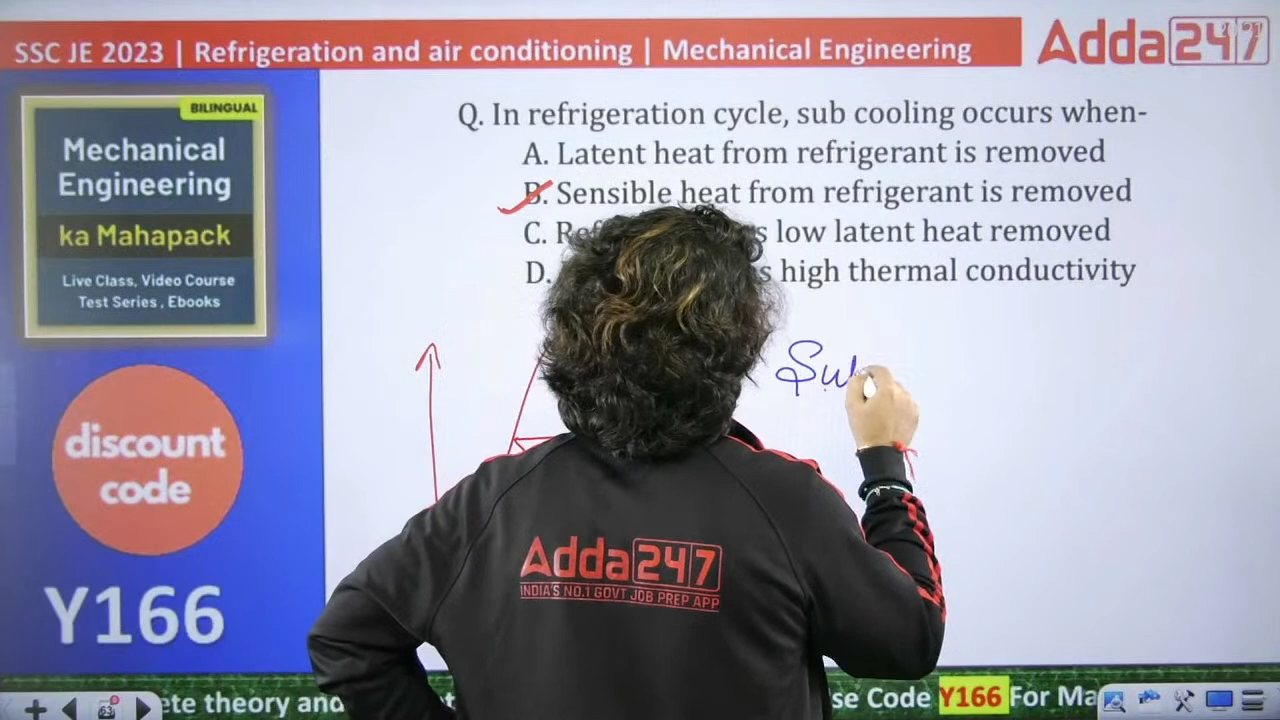 SSC JE 2023 | Refrigeration and air conditioning | Mechanical Engineering
Adda247
BILINGUAL
Mechanical
Engineering
ka Mahapack
Live Class, Video Course
Test Series , Ebooks
discount
code
Y166
Q. In refrigeration cycle, sub cooling occurs when-
A. Latent heat from refrigerant is removed
B. Sensible heat from refrigerant is removed
C. low latent heat removed
D. high thermal conductivity
Sub
Adda247
INDIA'S NO.1 GOVT JOB PREP APP
ete theory and
se Code Y166 For Ma
63